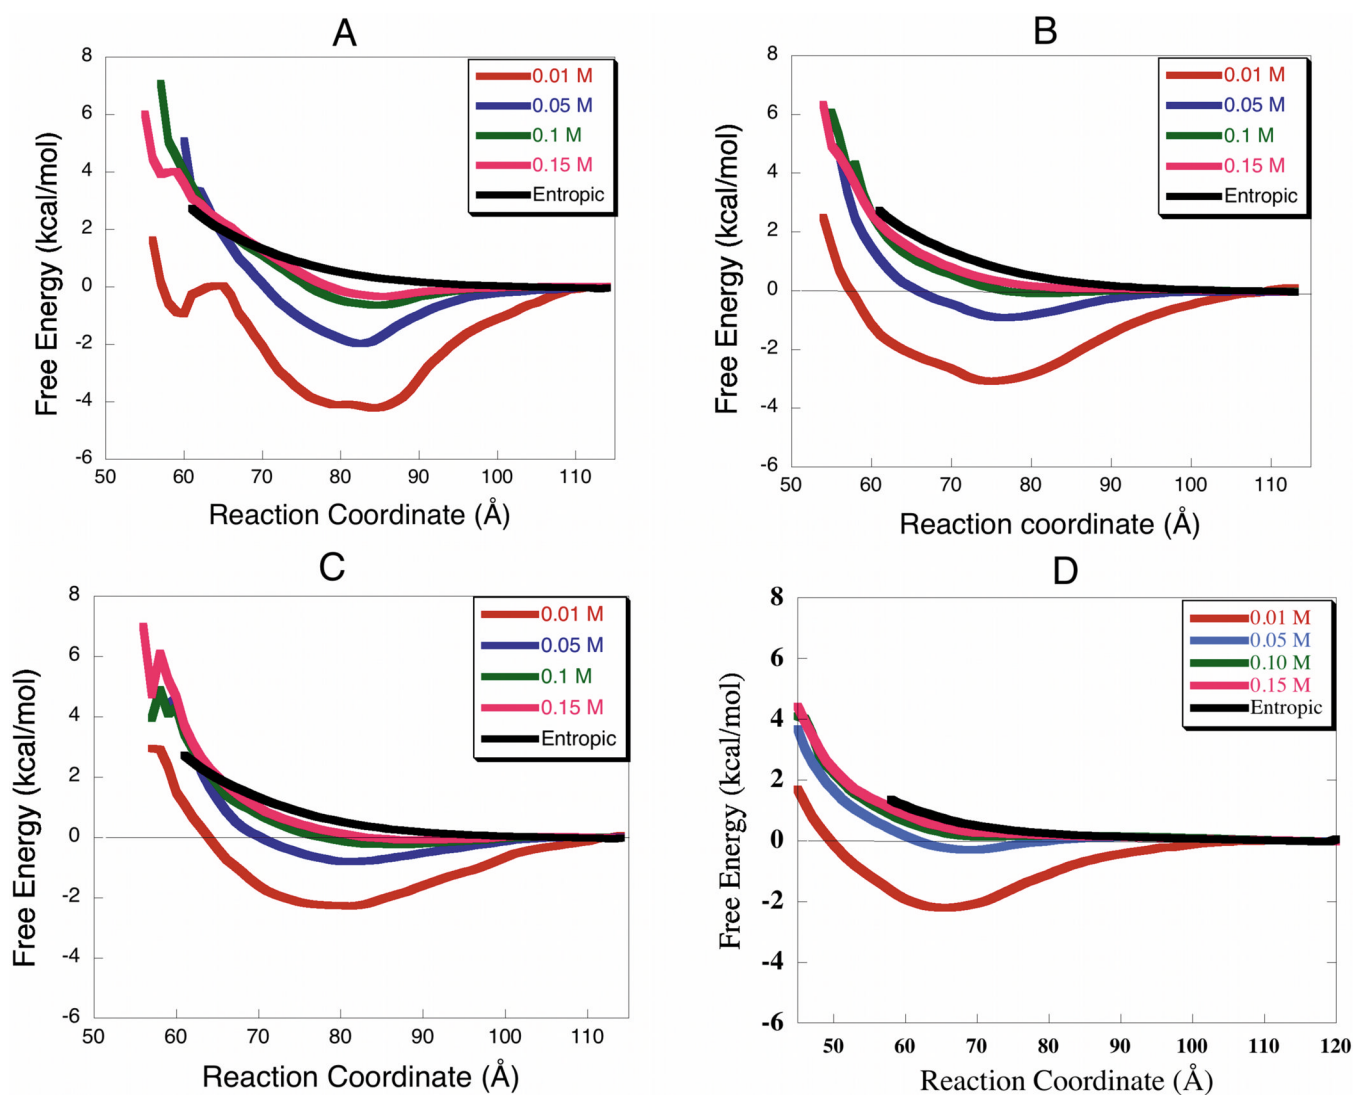 A
8
6
4
2
0
-2
-4
-6
50
60
70
80
90
100
110
Free Energy (kcal/mol)
Reaction Coordinate (Å)
0.01 M
0.05 M
0.1 M
0.15 M
Entropic
B
8
6
4
2
0
-2
-4
-6
50
60
70
80
90
100
110
Free Energy (kcal/mol)
Reaction coordinate (Å)
0.01 M
0.05 M
0.1 M
0.15 M
Entropic
C
8
6
4
2
0
-2
-4
-6
50
60
70
80
90
100
110
Free Energy (kcal/mol)
Reaction Coordinate (Å)
0.01 M
0.05 M
0.1 M
0.15 M
Entropic
D
8
6
4
2
0
-2
-4
-6
50
60
70
80
90
100
110
120
Free Energy (kcal/mol)
Reaction Coordinate (Å)
0.01 M
0.05 M
0.10 M
0.15 M
Entropic